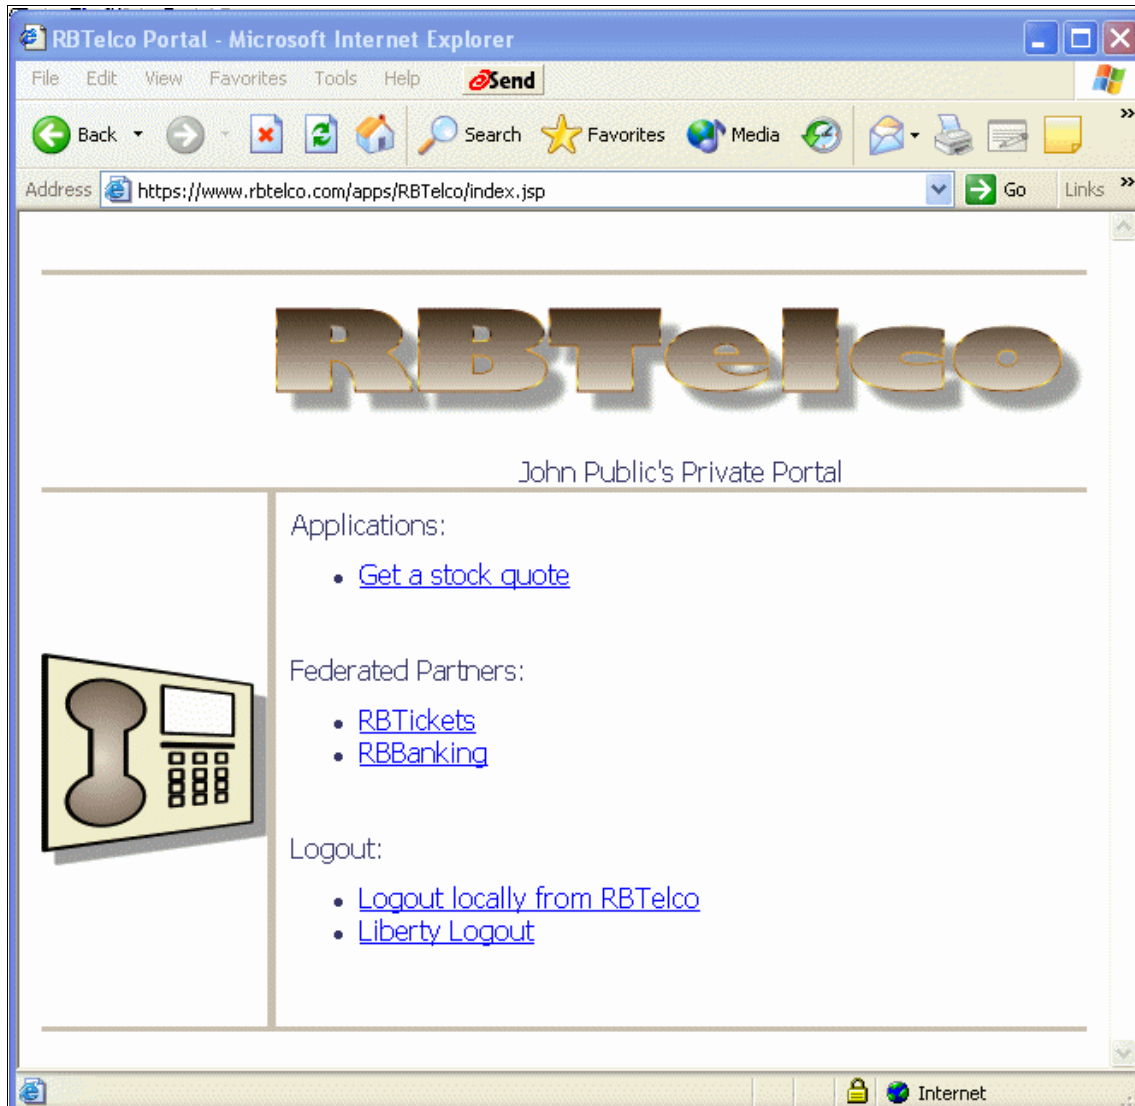 RBTelco Portal - Microsoft Internet Explorer
File Edit View Favorites Tools Help eSend
Back Search Favorites Media
Address https://www.rbtelco.com/apps/RBTelco/index.jsp Go Links
RBTelco
John Public's Private Portal
Applications:
Get a stock quote
Federated Partners:
RBTickets
RBBanking
Logout:
Logout locally from RBTelco
Liberty Logout
Internet